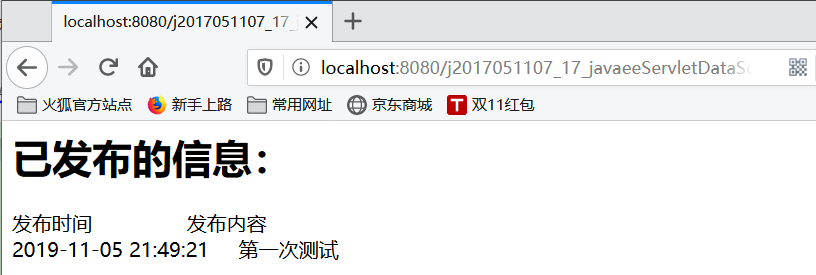 localhost:8080/j2017051107_17_
localhost:8080/j2017051107_17_javaeeServletDataSo
火狐官方站点 新手上路 常用网址 京东商城 T 双11红包
已发布的信息：
发布时间 发布内容
2019-11-05 21:49:21 第一次测试